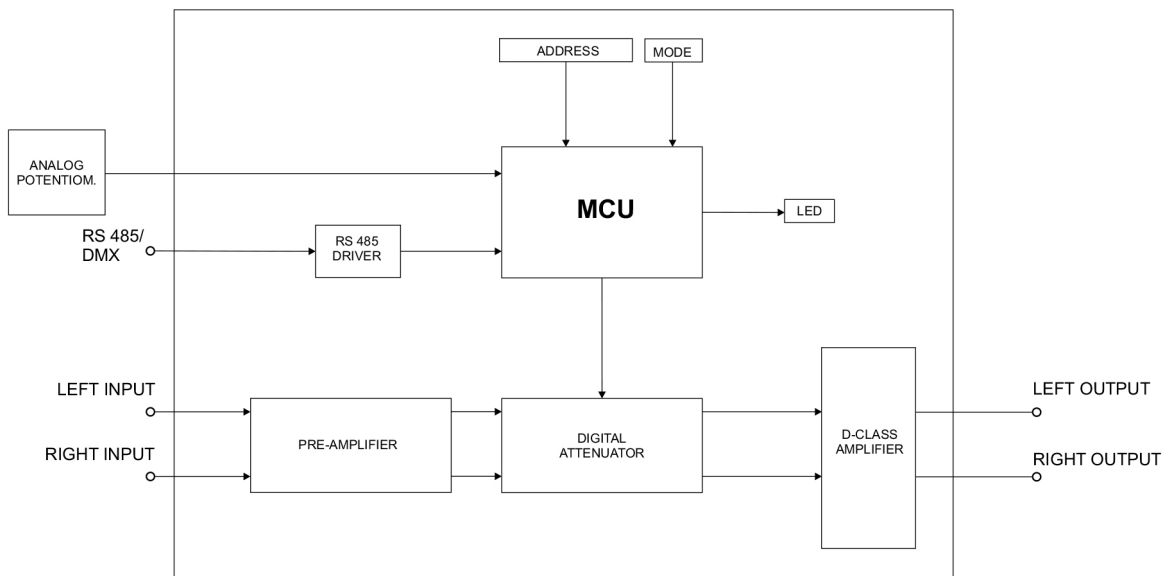 ADDRESS
MODE
ANALOG
POTENTIOM.
MCU
LED
RS 485/
DMX
RS 485
DRIVER
LEFT INPUT
RIGHT INPUT
PRE-AMPLIFIER
DIGITAL
ATTENUATOR
D-CLASS
AMPLIFIER
LEFT OUTPUT
RIGHT OUTPUT